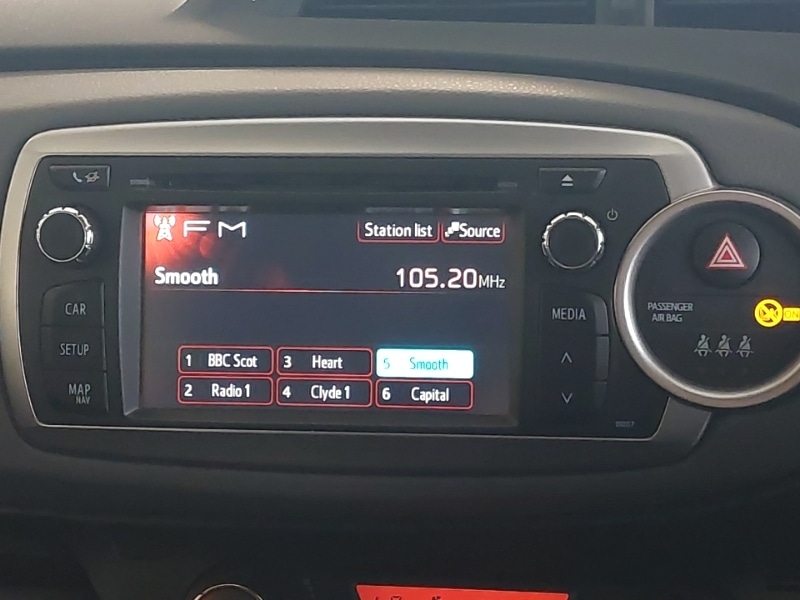 FM Station list Source
Smooth 105.20MHz
1 BBC Scot 3 Heart 5 Smooth
2 Radio 1 4 Clyde 1 6 Capital
CAR
SETUP
MAP
NAV
MEDIA
PASSENGER
AIR BAG
ON